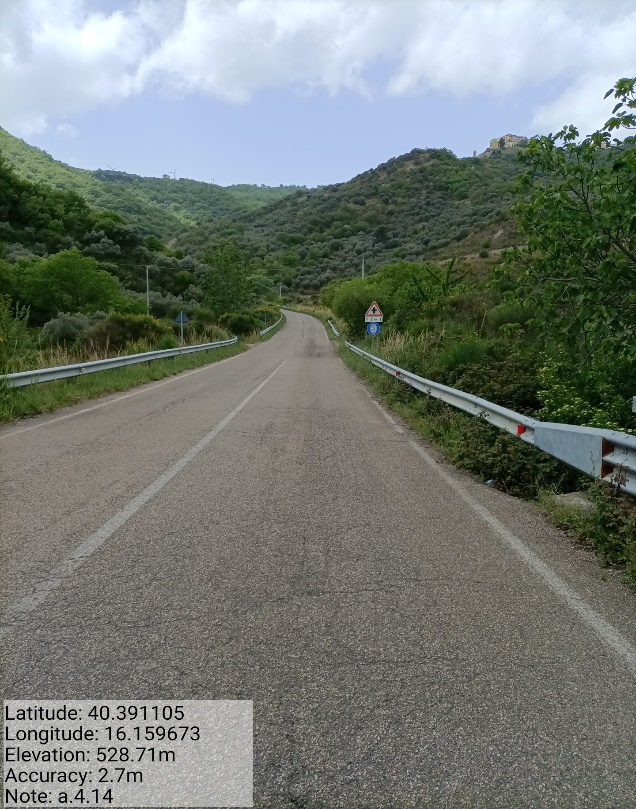 Latitude: 40.391105
Longitude: 16.159673
Elevation: 528.71m
Accuracy: 2.7m
Note: a.4.14